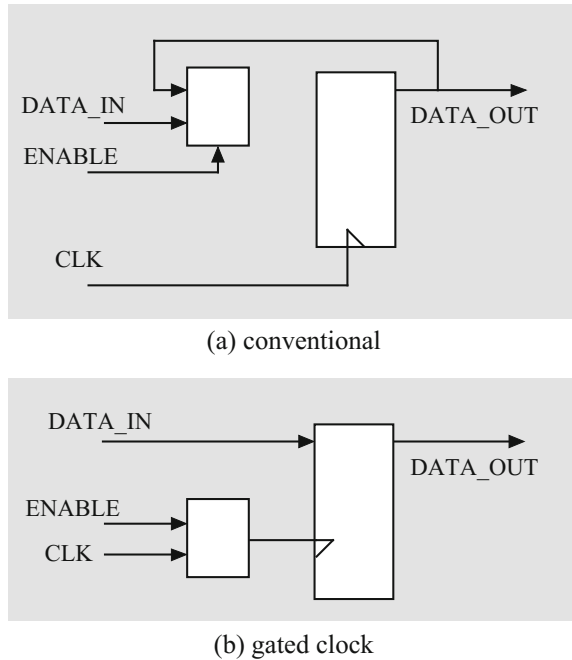 DATA_IN
DATA_OUT
ENABLE
CLK
(a) conventional
DATA_IN
DATA_OUT
ENABLE
CLK
(b) gated clock